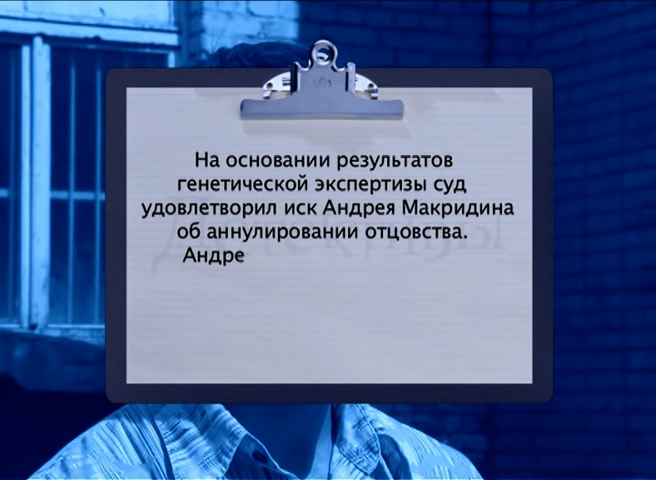 На основании результатов
генетической экспертизы суд
удовлетворил иск Андрея Макридина
об аннулировании отцовства.
Андре